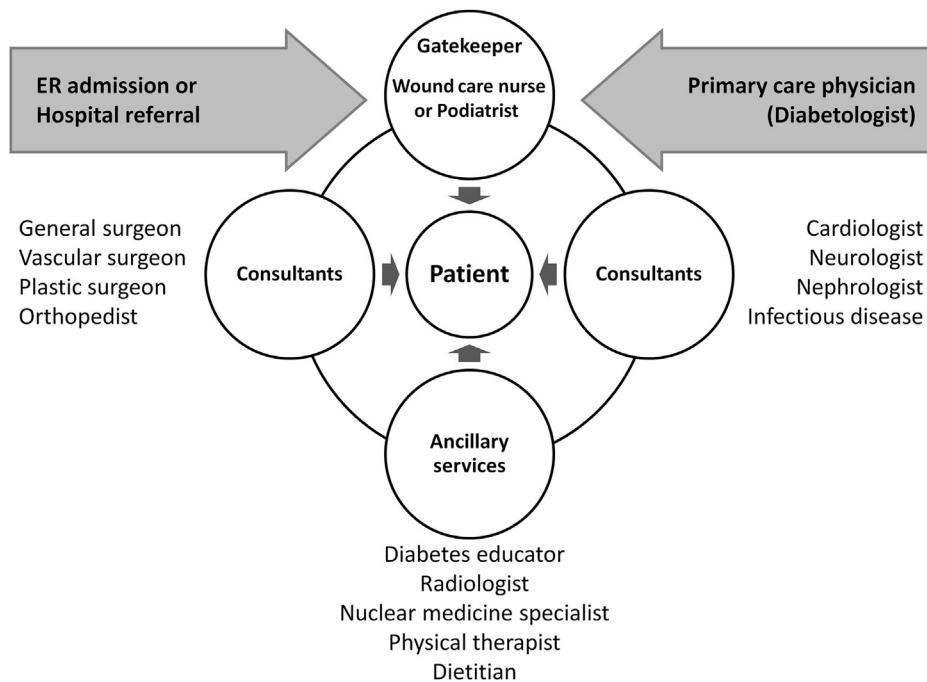 Gatekeeper
Wound care nurse
or Podiatrist
ER admission or
Hospital referral
Primary care physician
(Diabetologist)
General surgeon
Vascular surgeon
Plastic surgeon
Orthopedist
Consultants
Patient
Consultants
Cardiologist
Neurologist
Nephrologist
Infectious disease
Ancillary
services
Diabetes educator
Radiologist
Nuclear medicine specialist
Physical therapist
Dietitian